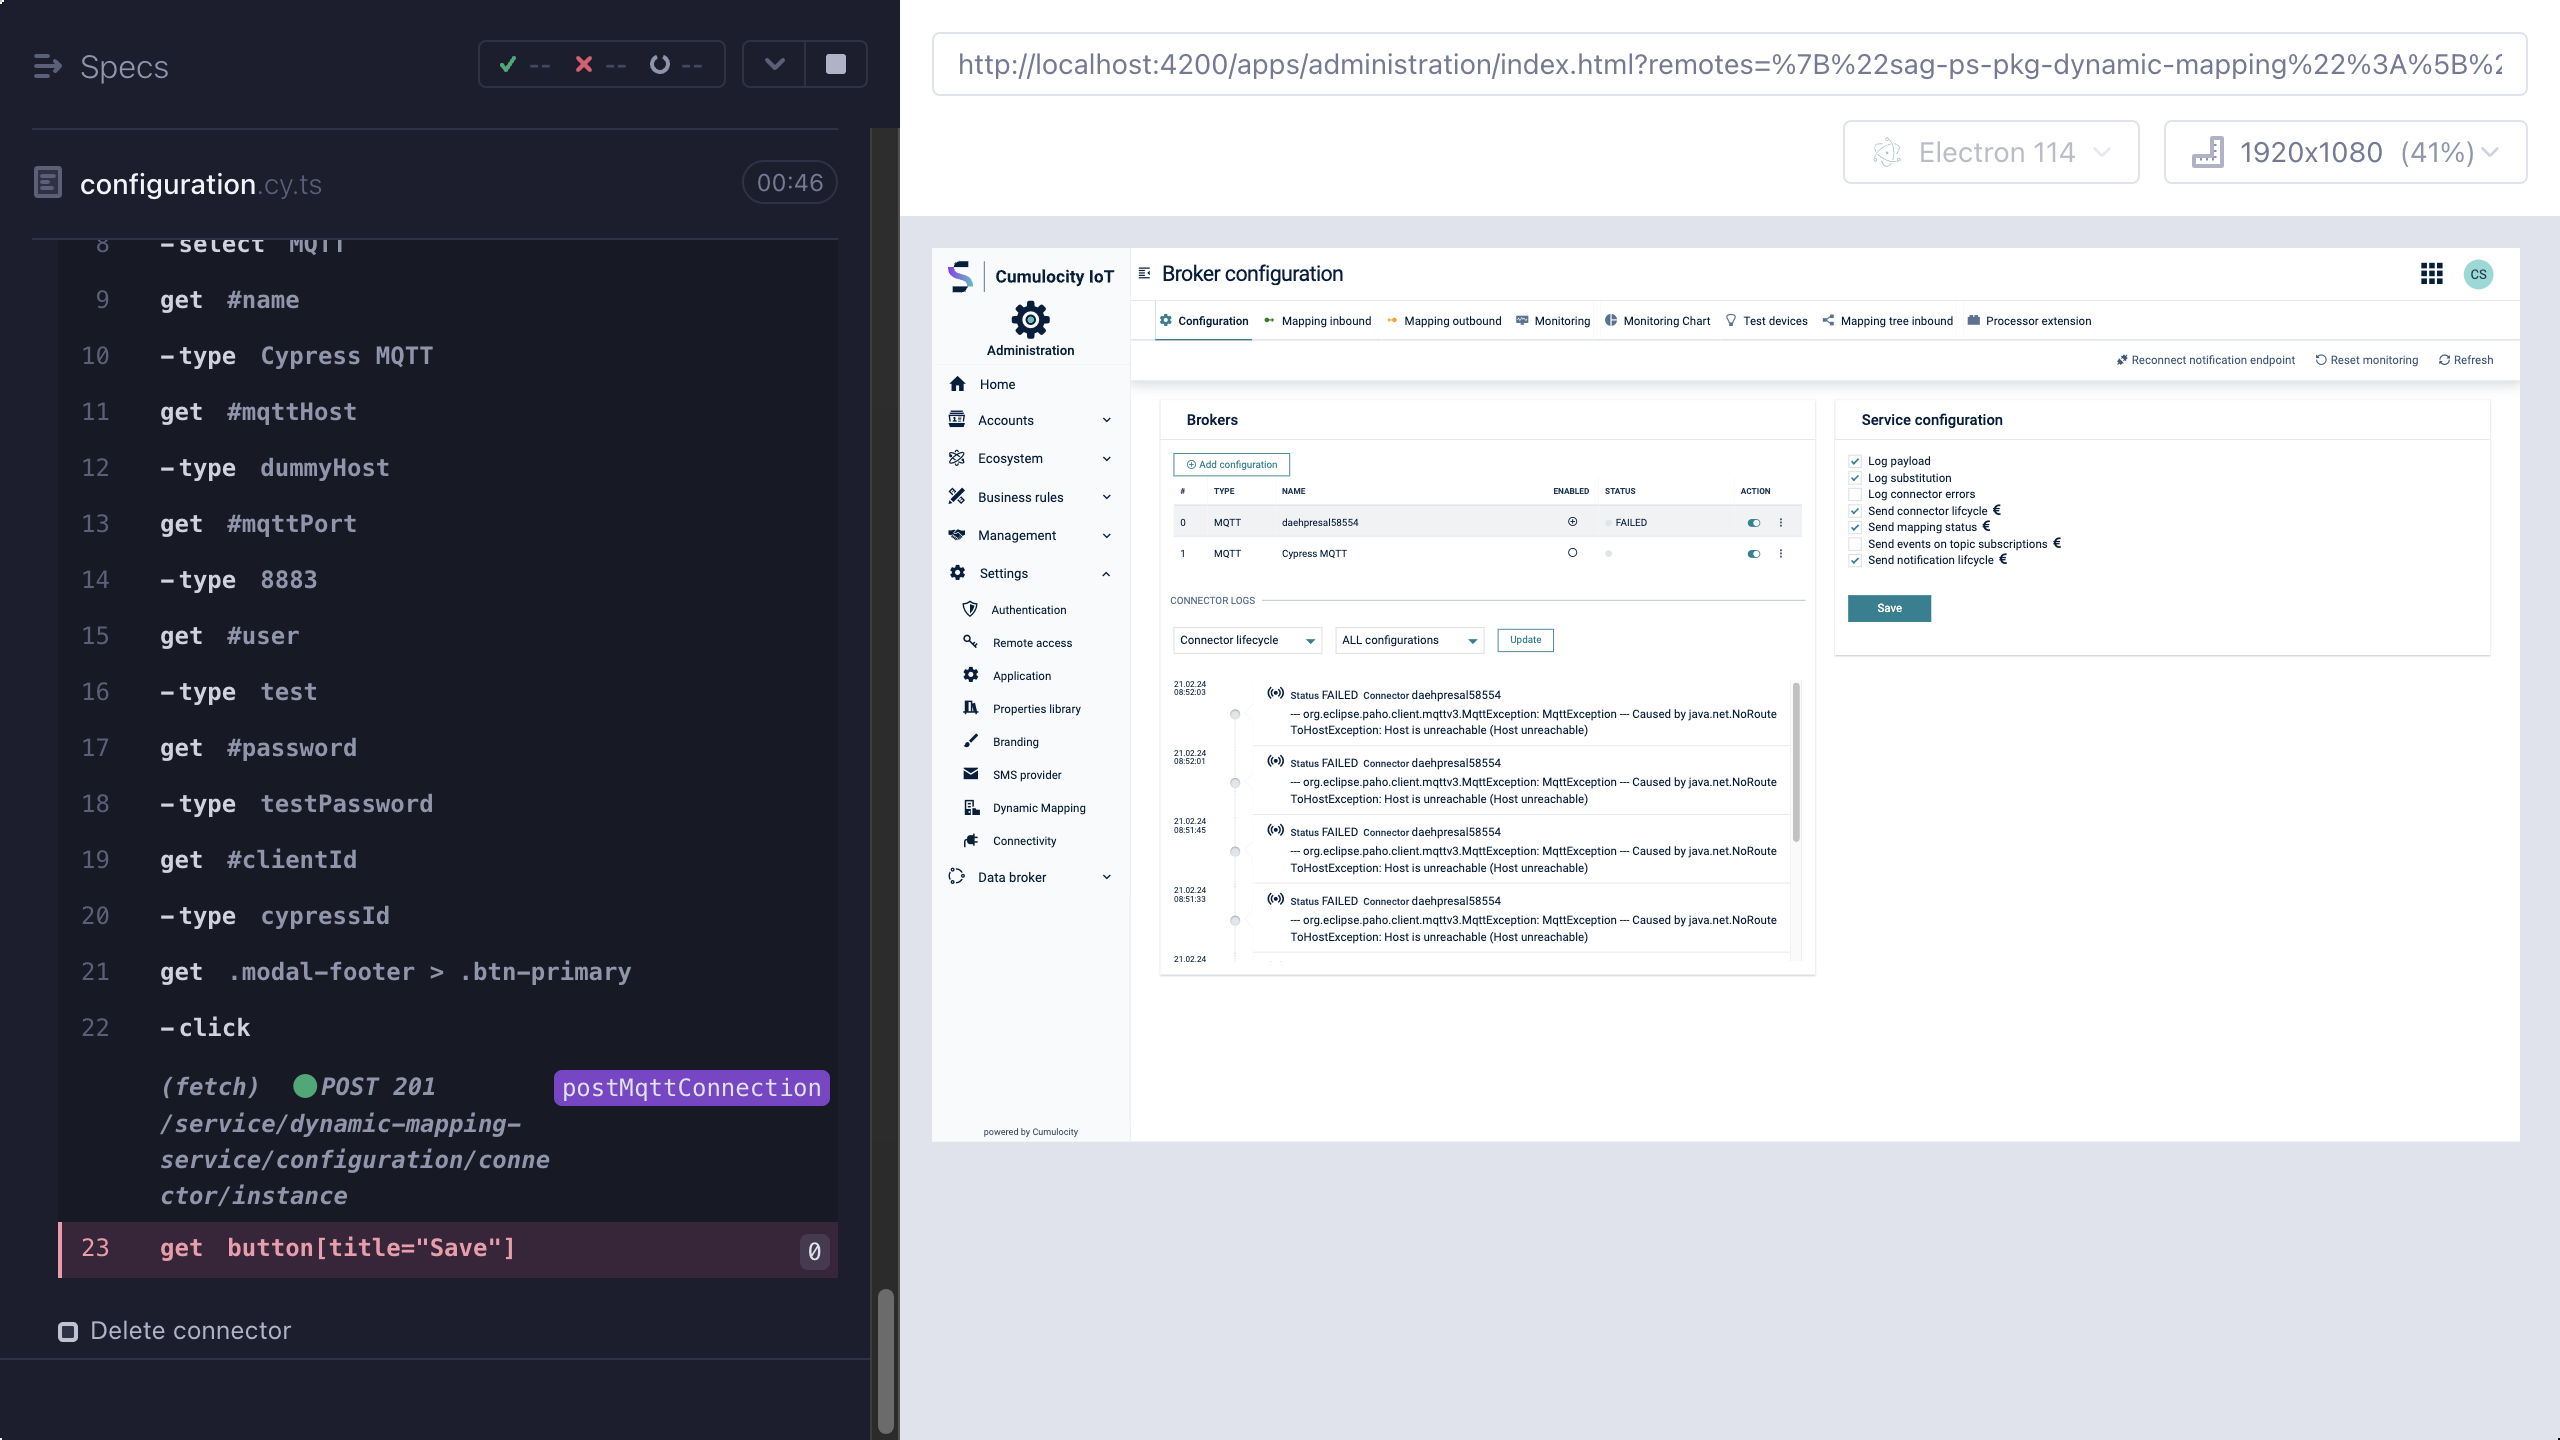 Specs
--
--
--
configuration.cy.ts
00:46
8 -select MQTT
9 get #name
10 -type Cypress MQTT
11 get #mqttHost
12 -type dummyHost
13 get #mqttPort
14 -type 8883
15 get #user
16 -type test
17 get #password
18 -type testPassword
19 get #clientId
20 -type cypressId
21 get .modal-footer > .btn-primary
22 -click
(fetch) POST 201 postMqttConnection
/service/dynamic-mapping-
service/configuration/conne
ctor/instance
23 get button[title="Save"] 0
Delete connector
http://localhost:4200/apps/administration/index.html?remotes=%7B%22sag-ps-pkg-dynamic-mapping%22%3A%5B%2
Electron 114
1920x1080 (41%)
Cumulocity IoT
Administration
Home
Accounts
Ecosystem
Business rules
Management
Settings
Authentication
Remote access
Application
Properties library
Branding
SMS provider
Dynamic Mapping
Connectivity
Data broker
powered by Cumulocity
Broker configuration
CS
Configuration Mapping inbound Mapping outbound Monitoring Monitoring Chart Test devices Mapping tree inbound Processor extension
Reconnect notification endpoint Reset monitoring Refresh
Brokers
Add configuration
# TYPE NAME ENABLED STATUS ACTION
0 MQTT daehpresal58554 FAILED
1 MQTT Cypress MQTT
CONNECTOR LOGS
Connector lifecycle ALL configurations Update
21.02.24
08:52:03
Status FAILED Connector daehpresal58554
--- org.eclipse.paho.client.mqttv3.MqttException: MqttException --- Caused by java.net.NoRoute
ToHostException: Host is unreachable (Host unreachable)
21.02.24
08:52:01
Status FAILED Connector daehpresal58554
--- org.eclipse.paho.client.mqttv3.MqttException: MqttException --- Caused by java.net.NoRoute
ToHostException: Host is unreachable (Host unreachable)
21.02.24
08:51:45
Status FAILED Connector daehpresal58554
--- org.eclipse.paho.client.mqttv3.MqttException: MqttException --- Caused by java.net.NoRoute
ToHostException: Host is unreachable (Host unreachable)
21.02.24
08:51:33
Status FAILED Connector daehpresal58554
--- org.eclipse.paho.client.mqttv3.MqttException: MqttException --- Caused by java.net.NoRoute
ToHostException: Host is unreachable (Host unreachable)
21.02.24
Service configuration
Log payload
Log substitution
Log connector errors
Send connector lifcycle €
Send mapping status €
Send events on topic subscriptions €
Send notification lifcycle €
Save